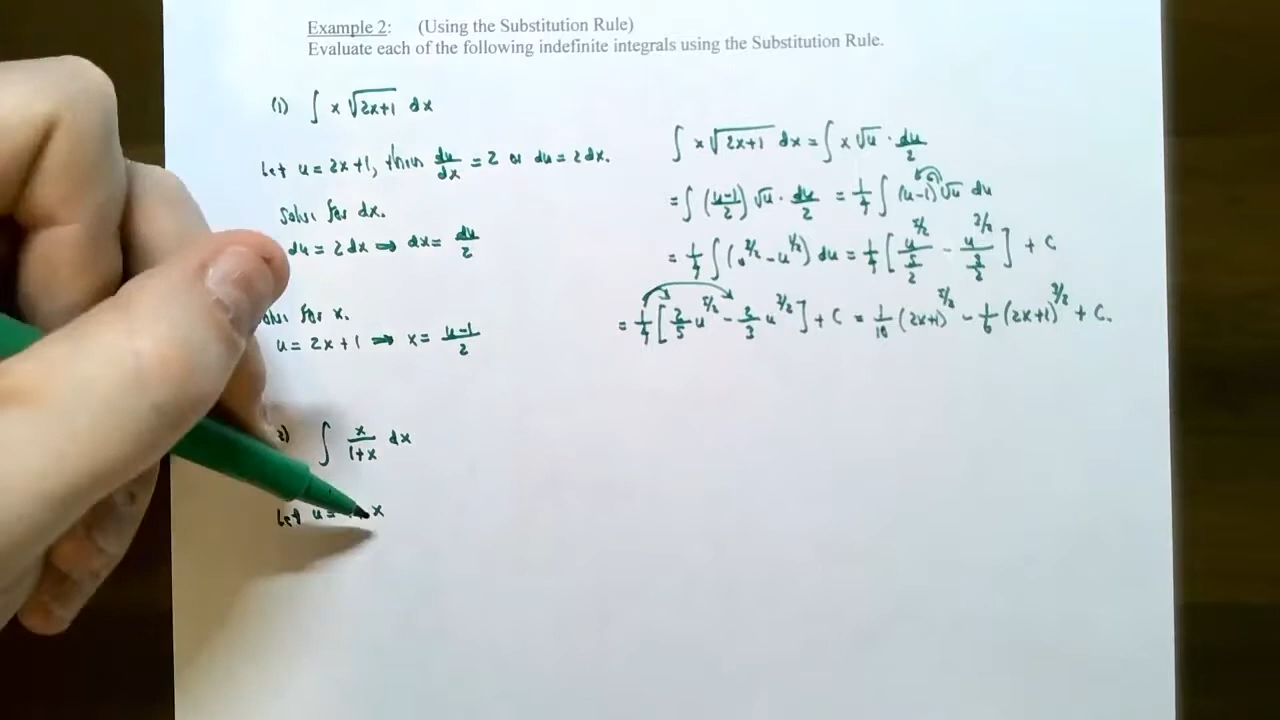 Example 2: (Using the Substitution Rule)
Evaluate each of the following indefinite integrals using the Substitution Rule.
(1) ∫ x √(2x+1) dx
Let u = 2x+1, then du/dx = 2 or du = 2dx.
Solve for dx.
du = 2dx ⇒ dx = du/2
for x.
u = 2x+1 ⇒ x = (u-1)/2
∫ x √(2x+1) dx = ∫ x √u · du/2
= ∫ ((u-1)/2) √u · du/2 = 1/4 ∫ (u-1) √u du
= 1/4 ∫ (u^(3/2) - u^(1/2)) du = 1/4 [ u^(5/2)/(5/2) - u^(3/2)/(3/2) ] + C
= 1/4 [ 2/5 u^(5/2) - 2/3 u^(3/2) ] + C = 1/10 (2x+1)^(5/2) - 1/6 (2x+1)^(3/2) + C.
2) ∫ x/(1+x) dx
Let u = x